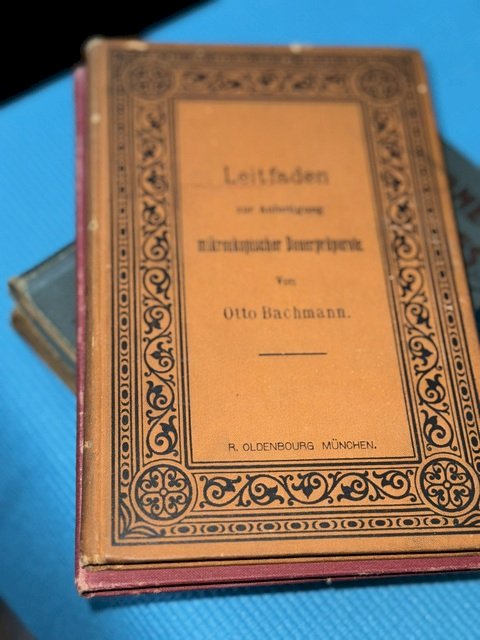 Leitfaden
zur Anfertigung
mikroskopischer Dauerpräparate
Von
Otto Bachmann.
R. OLDENBOURG MÜNCHEN.